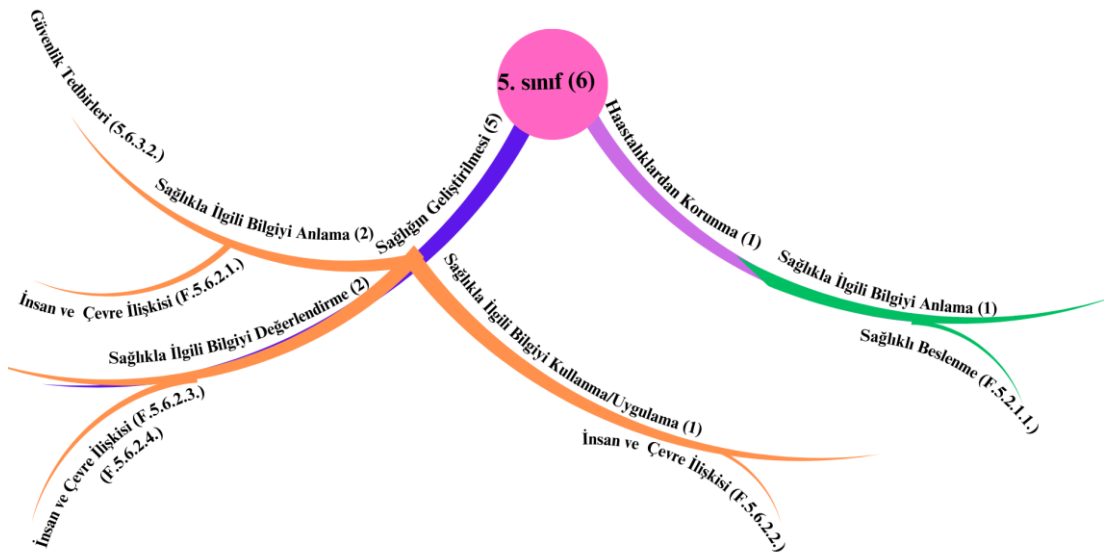 5. sınıf (6)
Güvenlik Tedbirleri (5.6.3.2.)
Sağlıkla İlgili Bilgiyi Anlama (2)
İnsan ve Çevre İlişkisi (F.5.6.2.1.)
Sağlığın Geliştirilmesi (5)
Sağlıkla İlgili Bilgiyi Değerlendirme (2)
İnsan ve Çevre İlişkisi (F.5.6.2.3.)
(F.5.6.2.4.)
Sağlıkla İlgili Bilgiyi Kullanma/Uygulama (1)
İnsan ve Çevre İlişkisi (F.5.6.2.2.)
Haastalıklardan Korunma (1)
Sağlıkla İlgili Bilgiyi Anlama (1)
Sağlıklı Beslenme (F.5.2.1.1.)